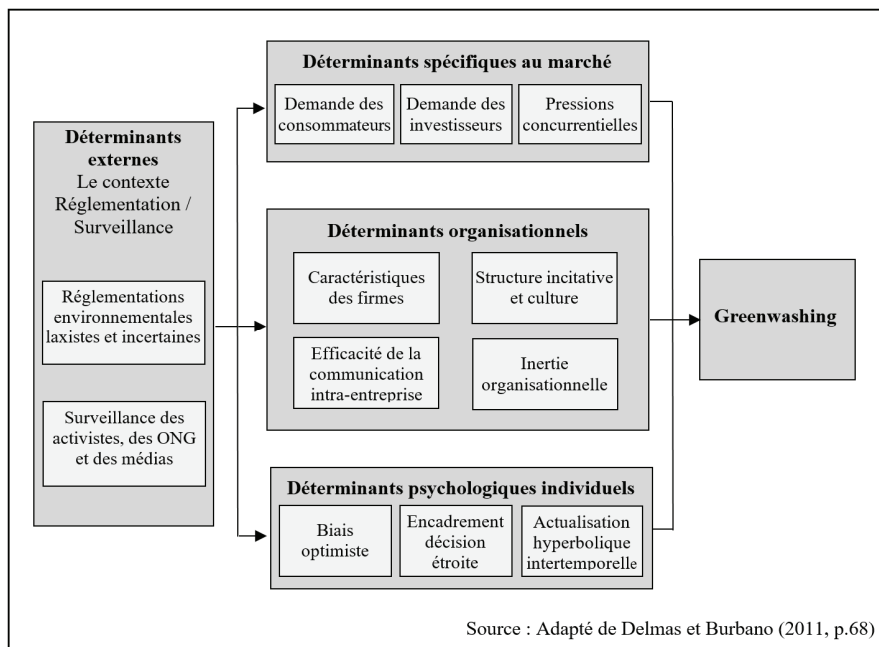 Déterminants
externes
Le contexte
Réglementation /
Surveillance
Réglementations
environnementales
laxistes et incertaines
Surveillance des
activistes, des ONG
et des médias
Déterminants spécifiques au marché
Demande des
consommateurs
Demande des
investisseurs
Pressions
concurrentielles
Déterminants organisationnels
Caractéristiques
des firmes
Structure incitative
et culture
Efficacité de la
communication
intra-entreprise
Inertie
organisationnelle
Déterminants psychologiques individuels
Biais
optimiste
Encadrement
décision
étroite
Actualisation
hyperbolique
intertemporelle
Greenwashing
Source : Adapté de Delmas et Burbano (2011, p.68)